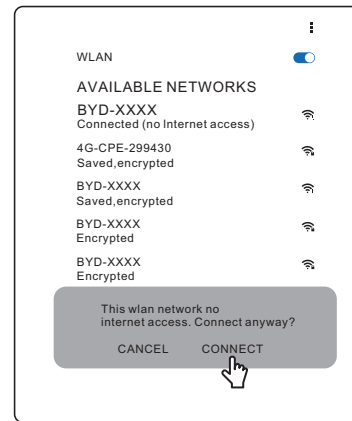 WLAN
AVAILABLE NETWORKS
BYD-XXXX
Connected (no Internet access)
4G-CPE-299430
Saved,encrypted
BYD-XXXX
Saved,encrypted
BYD-XXXX
Encrypted
BYD-XXXX
Encrypted
This wlan network no
internet access. Connect anyway?
CANCEL CONNECT